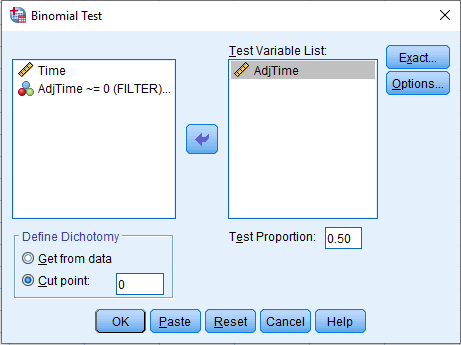 Binomial Test
Test Variable List:
Time
AdjTime ~= 0 (FILTER)...
AdjTime
Exact...
Options...
Define Dichotomy
Get from data
Cut point: 0
Test Proportion: 0.50
OK Paste Reset Cancel Help